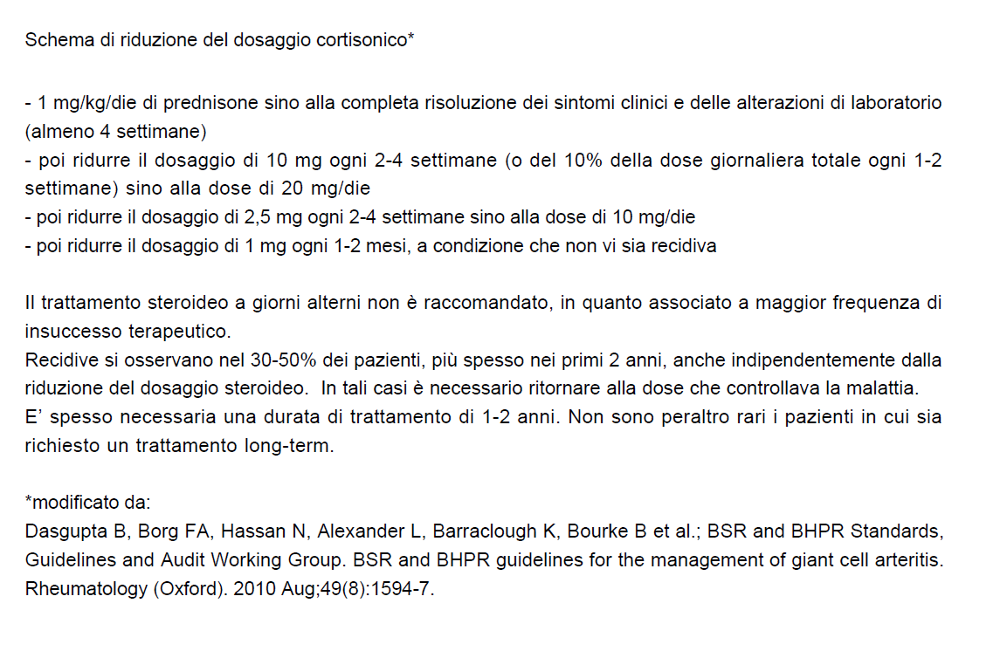 Schema di riduzione del dosaggio cortisonico*
- 1 mg/kg/die di prednisone sino alla completa risoluzione dei sintomi clinici e delle alterazioni di laboratorio
(almeno 4 settimane)
- poi ridurre il dosaggio di 10 mg ogni 2-4 settimane (o del 10% della dose giornaliera totale ogni 1-2
settimane) sino alla dose di 20 mg/die
- poi ridurre il dosaggio di 2,5 mg ogni 2-4 settimane sino alla dose di 10 mg/die
- poi ridurre il dosaggio di 1 mg ogni 1-2 mesi, a condizione che non vi sia recidiva
Il trattamento steroideo a giorni alterni non è raccomandato, in quanto associato a maggior frequenza di
insuccesso terapeutico.
Recidive si osservano nel 30-50% dei pazienti, più spesso nei primi 2 anni, anche indipendentemente dalla
riduzione del dosaggio steroideo.  In tali casi è necessario ritornare alla dose che controllava la malattia.
E’ spesso necessaria una durata di trattamento di 1-2 anni. Non sono peraltro rari i pazienti in cui sia
richiesto un trattamento long-term.
*modificato da:
Dasgupta B, Borg FA, Hassan N, Alexander L, Barraclough K, Bourke B et al.; BSR and BHPR Standards,
Guidelines and Audit Working Group. BSR and BHPR guidelines for the management of giant cell arteritis.
Rheumatology (Oxford). 2010 Aug;49(8):1594-7.